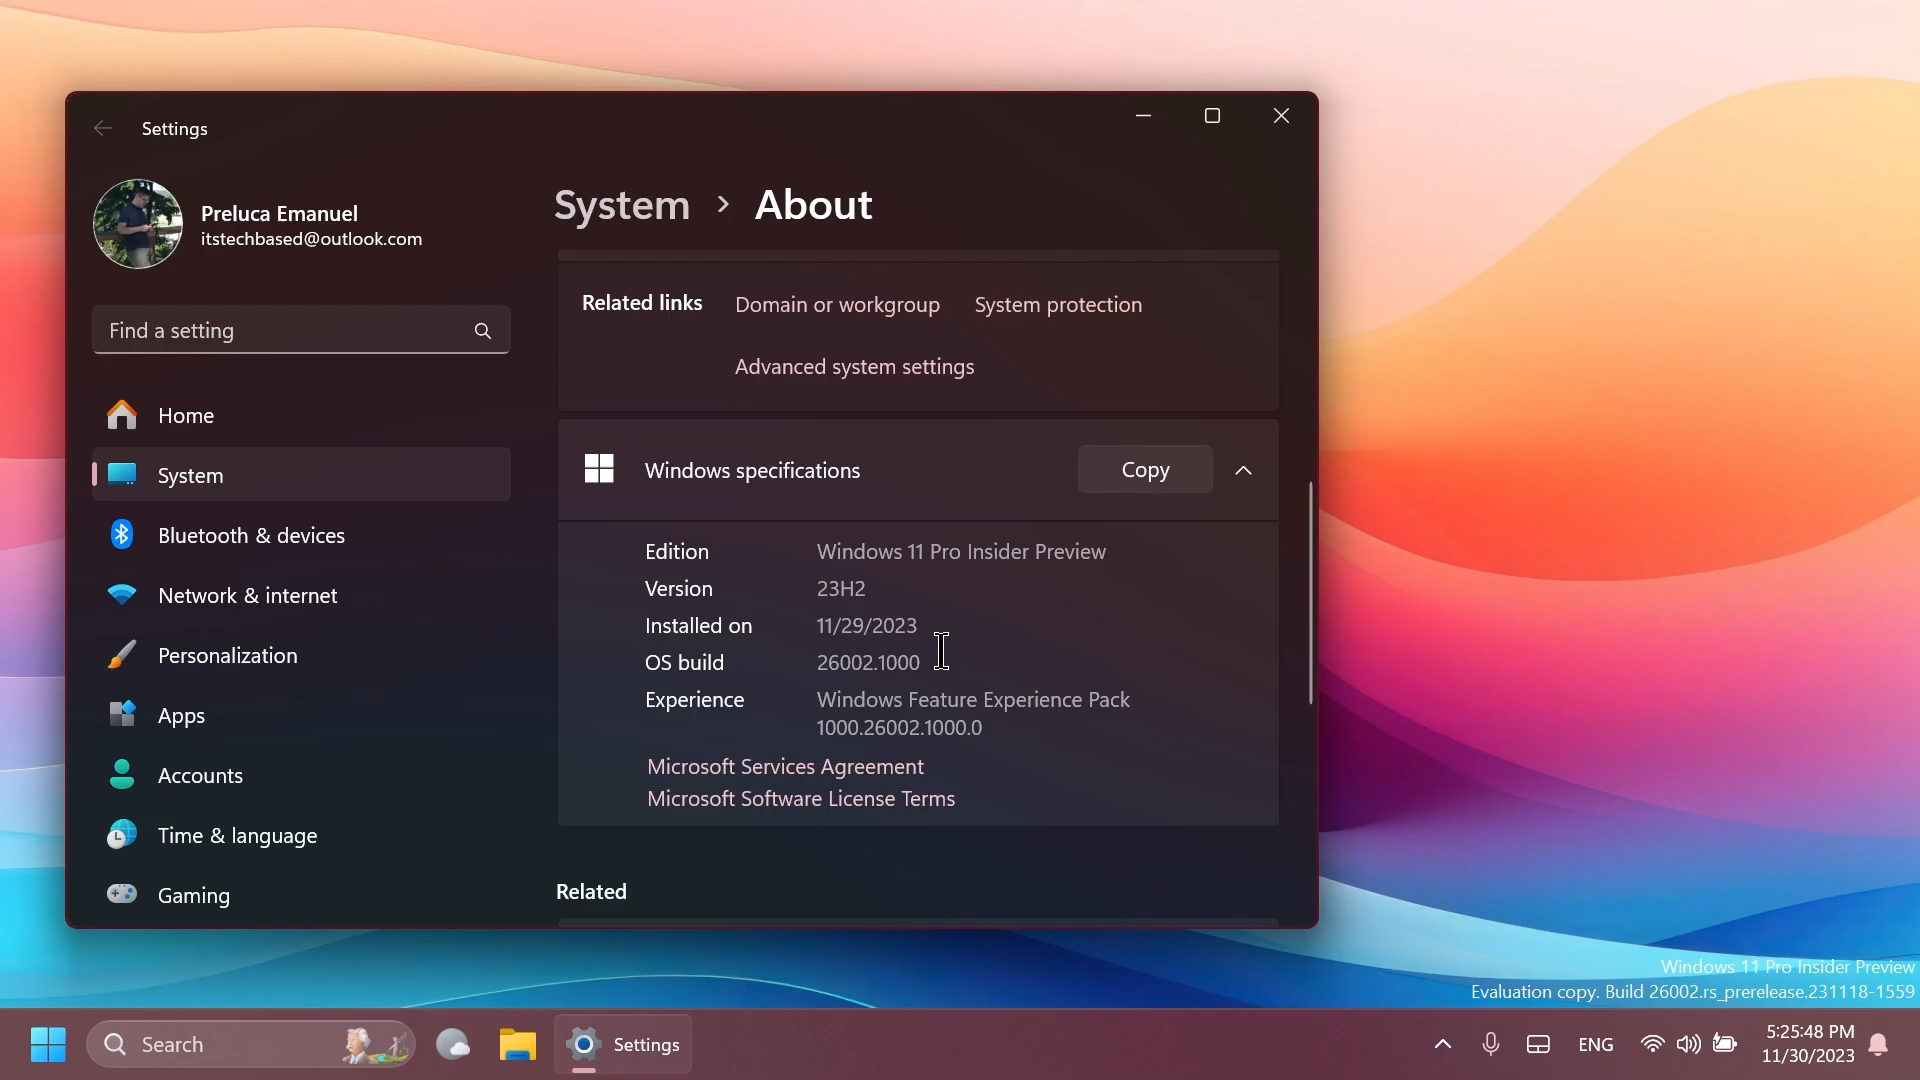 Settings
Preluca Emanuel
itstechbased@outlook.com
Find a setting
Home
System
Bluetooth & devices
Network & internet
Personalization
Apps
Accounts
Time & language
Gaming
System > About
Related links Domain or workgroup System protection
Advanced system settings
Windows specifications Copy
Edition Windows 11 Pro Insider Preview
Version 23H2
Installed on 11/29/2023
OS build 26002.1000
Experience Windows Feature Experience Pack
1000.26002.1000.0
Microsoft Services Agreement
Microsoft Software License Terms
Related
Windows 11 Pro Insider Preview
Evaluation copy. Build 26002.rs_prerelease.231118-1559
Search
Settings
ENG
5:25:48 PM
11/30/2023